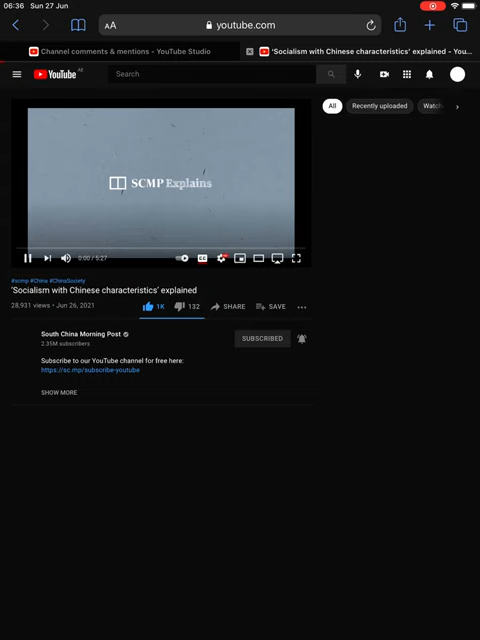 06:36 Sun 27 Jun
AA
youtube.com
Channel comments & mentions - YouTube Studio
'Socialism with Chinese characteristics' explained - You...
YouTube AE
Search
All
Recently uploaded
SCMP Explains
CC
0:00 / 5:27
#scmp #China #ChinaSociety
'Socialism with Chinese characteristics' explained
28,931 views • Jun 26, 2021
1K
132
SHARE
SAVE
South China Morning Post
2.35M subscribers
SUBSCRIBED
Subscribe to our YouTube channel for free here:
https://sc.mp/subscribe-youtube
SHOW MORE